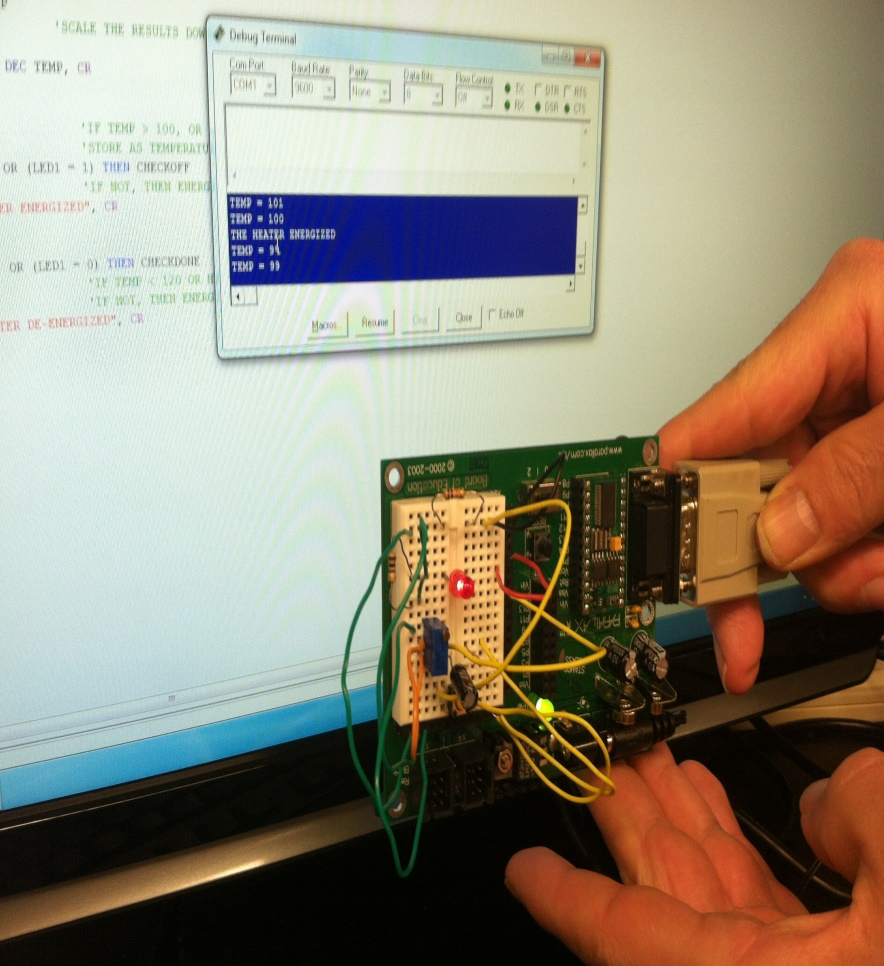 'SCALE THE RESULTS DOW
DEC TEMP, CR
'IF TEMP > 100, OR
'STORE AS TEMPERATU
OR (LED1 = 1) THEN CHECKOFF
'IF NOT, THEN ENERG
ER ENERGIZED", CR
OR (LED1 = 0) THEN CHECKDONE
'IF TEMP < 120 OR
'IF NOT, THEN ENERG
TER DE-ENERGIZED", CR
Debug Terminal
Com Port Baud Rate Parity Data Bits Flow Control
COM1 9600 None 8 Off
TX DTR RTS
RX DSR CTS
TEMP = 101
TEMP = 100
THE HEATER ENERGIZED
TEMP = 99
TEMP = 99
Macros Resume Close Echo Off
www.parallax.com
© 2000-2003
Board of Education